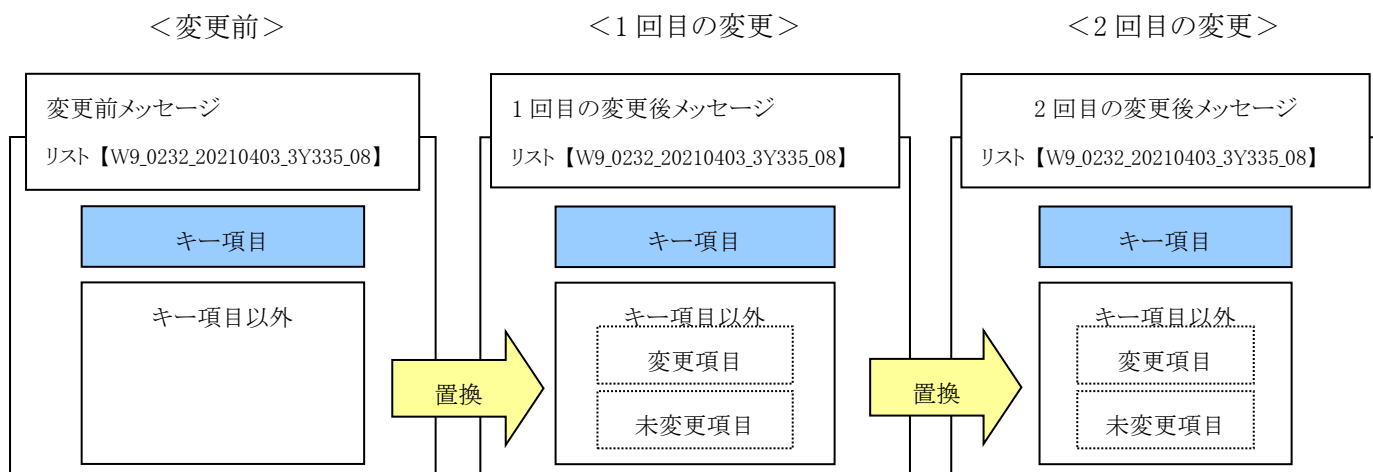 ＜変更前＞
＜1 回目の変更＞
＜2 回目の変更＞
変更前メッセージ
リスト【W9_0232_20210403_3Y335_08】
キー項目
キー項目以外
置換
1 回目の変更後メッセージ
リスト【W9_0232_20210403_3Y335_08】
キー項目
キー項目以外
変更項目
未変更項目
置換
2 回目の変更後メッセージ
リスト【W9_0232_20210403_3Y335_08】
キー項目
キー項目以外
変更項目
未変更項目